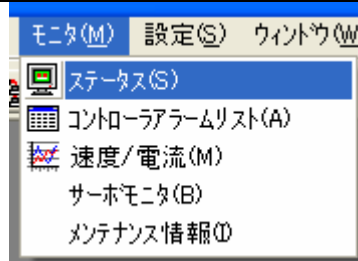 モニタ(M) 設定(S) ウィンドウ(W
ステータス(S)
コントローラアラームリスト(A)
速度/電流(M)
サーボモニタ(B)
メンテナンス情報(I)